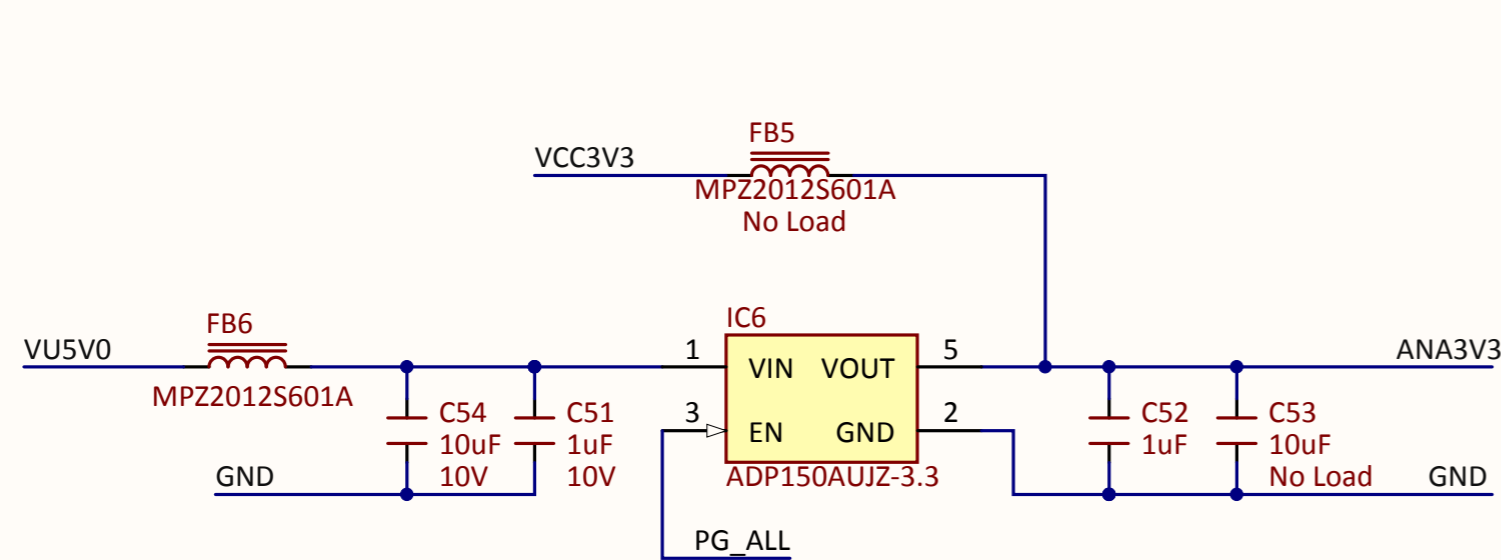 FB5
VCC3V3
MPZ2012S601A
No Load
IC6
FB6
VU5V0
1
VIN
VOUT
5
ANA3V3
MPZ2012S601A
C54
10uF
10V
C51
1uF
10V
3
EN
GND
2
C52
1uF
C53
10uF
No Load
GND
ADP150AUJZ-3.3
GND
PG_ALL